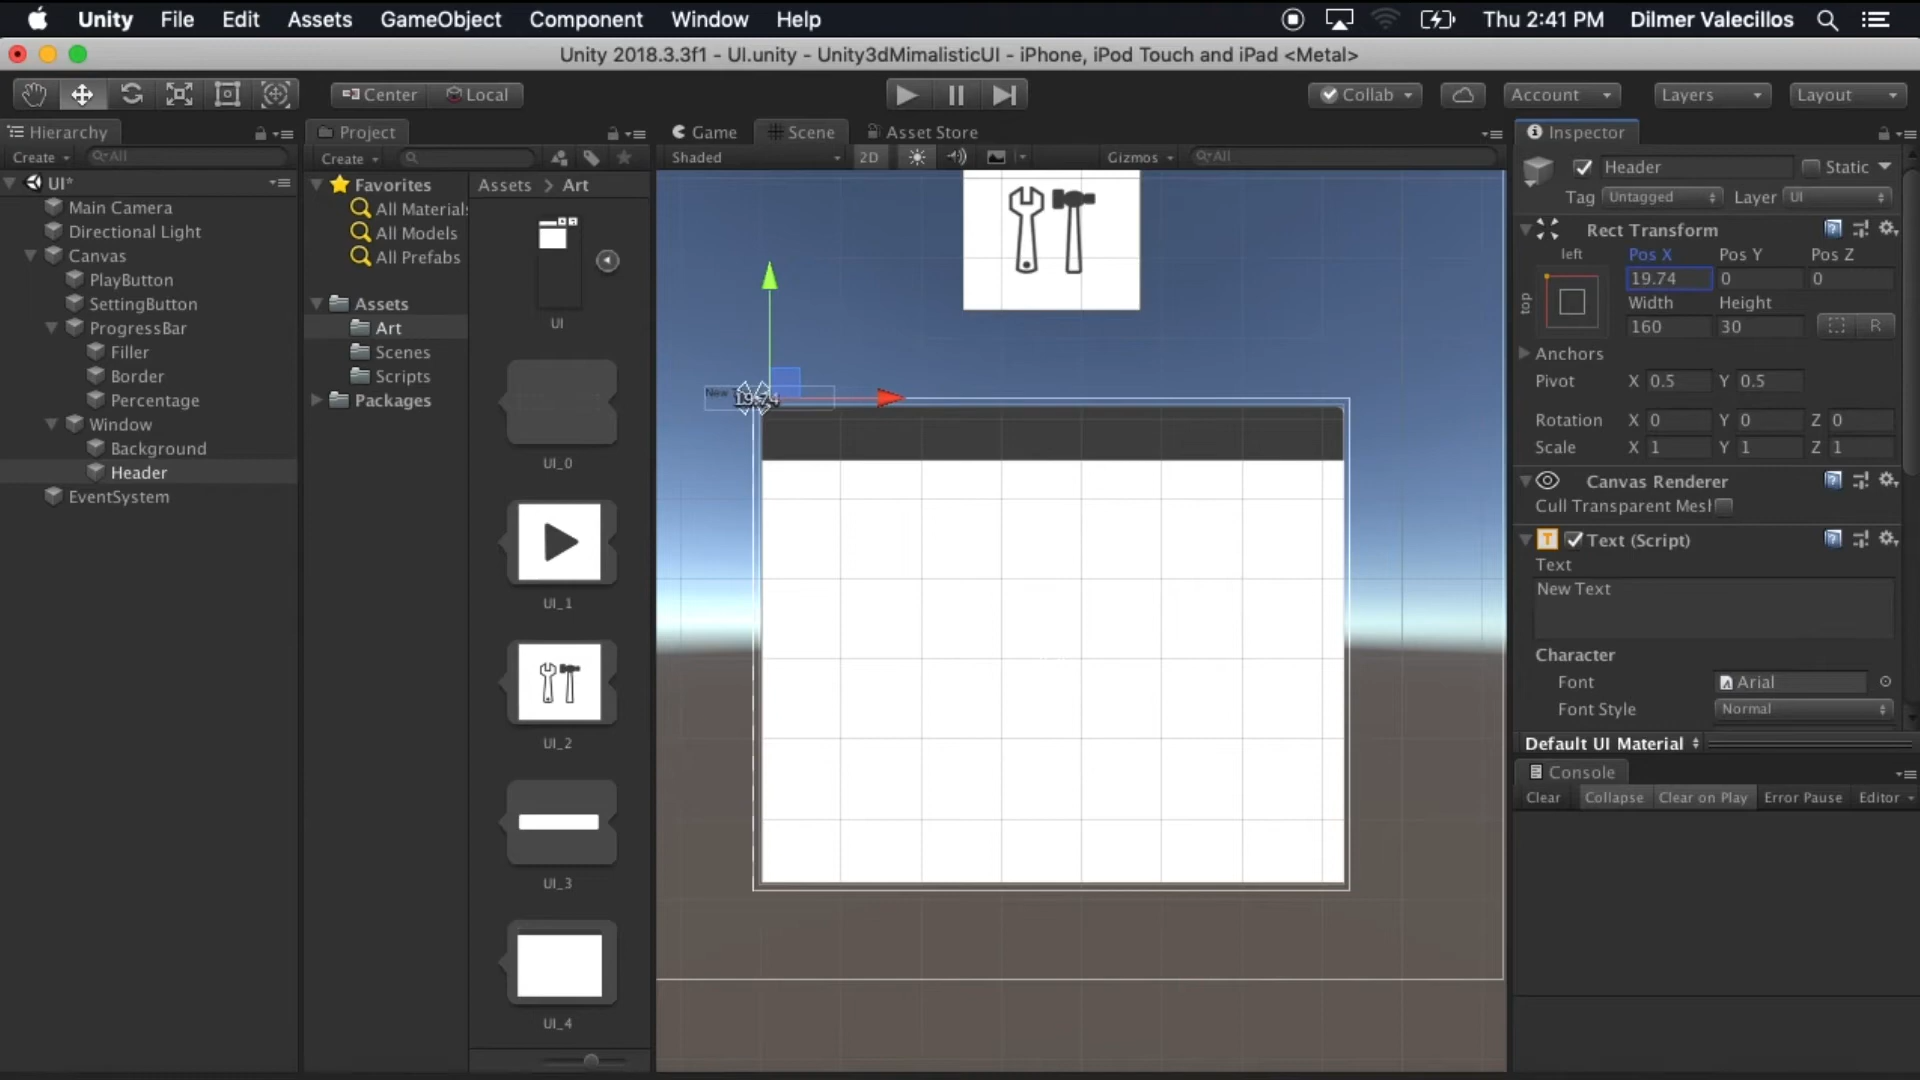 Unity File Edit Assets GameObject Component Window Help Thu 2:41 PM Dilmer Valecillos
Unity 2018.3.3f1 - UI.unity - Unity3dMimalisticUI - iPhone, iPod Touch and iPad <Metal>
Center Local Collab Account Layers Layout
Hierarchy
Create All
UI*
Main Camera
Directional Light
Canvas
PlayButton
SettingButton
ProgressBar
Filler
Border
Percentage
Window
Background
Header
EventSystem
Project
Create
Favorites
All Materials
All Models
All Prefabs
Assets
Art
Scenes
Scripts
Packages
Assets > Art
UI
UI_0
UI_1
UI_2
UI_3
UI_4
Game Scene Asset Store
Shaded 2D Gizmos All
New
19.74
Inspector
Header Static
Tag Untagged Layer UI
Rect Transform
left Pos X Pos Y Pos Z
19.74 0 0
top
Width Height
160 30 R
Anchors
Pivot X 0.5 Y 0.5
Rotation X 0 Y 0 Z 0
Scale X 1 Y 1 Z 1
Canvas Renderer
Cull Transparent Mesl
T Text (Script)
Text
New Text
Character
Font Arial
Font Style Normal
Default UI Material
Console
Clear Collapse Clear on Play Error Pause Editor